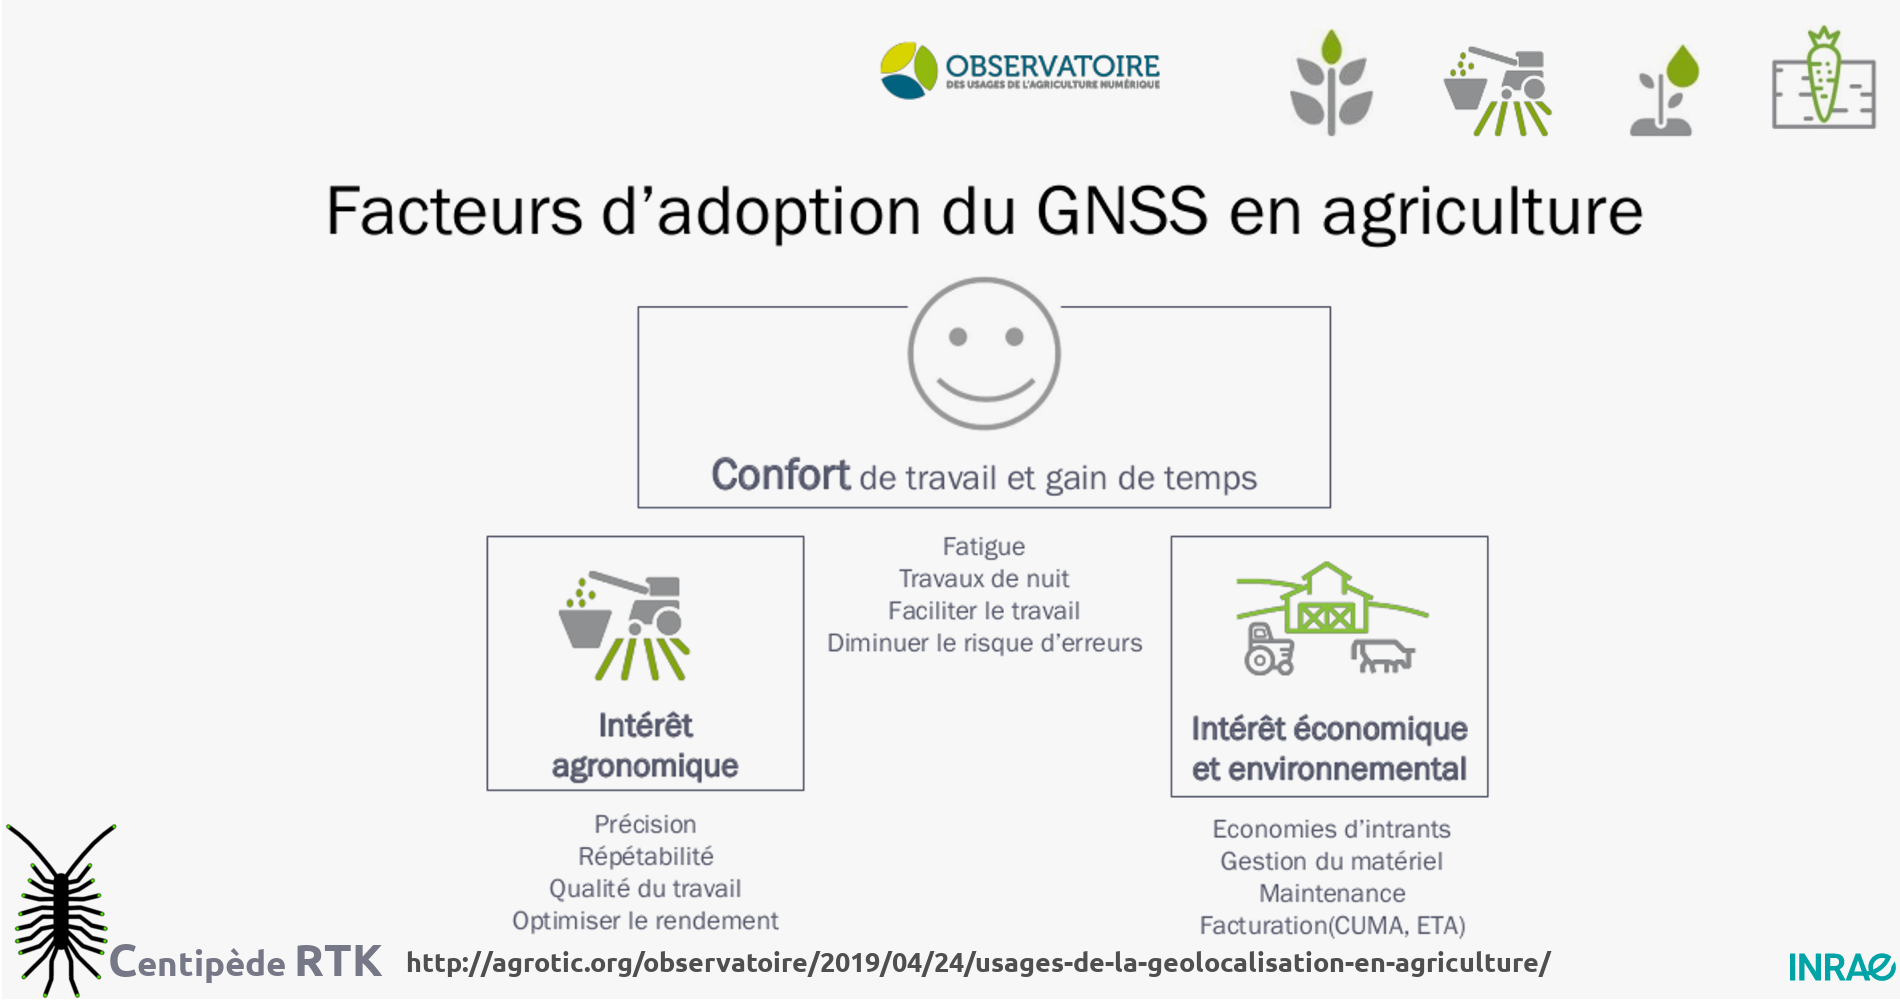 OBSERVATOIRE
DES USAGES DE L'AGRICULTURE NUMÉRIQUE
Facteurs d'adoption du GNSS en agriculture
Confort de travail et gain de temps
Fatigue
Travaux de nuit
Faciliter le travail
Diminuer le risque d'erreurs
Intérêt
agronomique
Précision
Répétabilité
Qualité du travail
Optimiser le rendement
Intérêt économique
et environnemental
Economies d'intrants
Gestion du matériel
Maintenance
Facturation(CUMA, ETA)
Centipède RTK
http://agrotic.org/observatoire/2019/04/24/usages-de-la-geolocalisation-en-agriculture/
INRAE